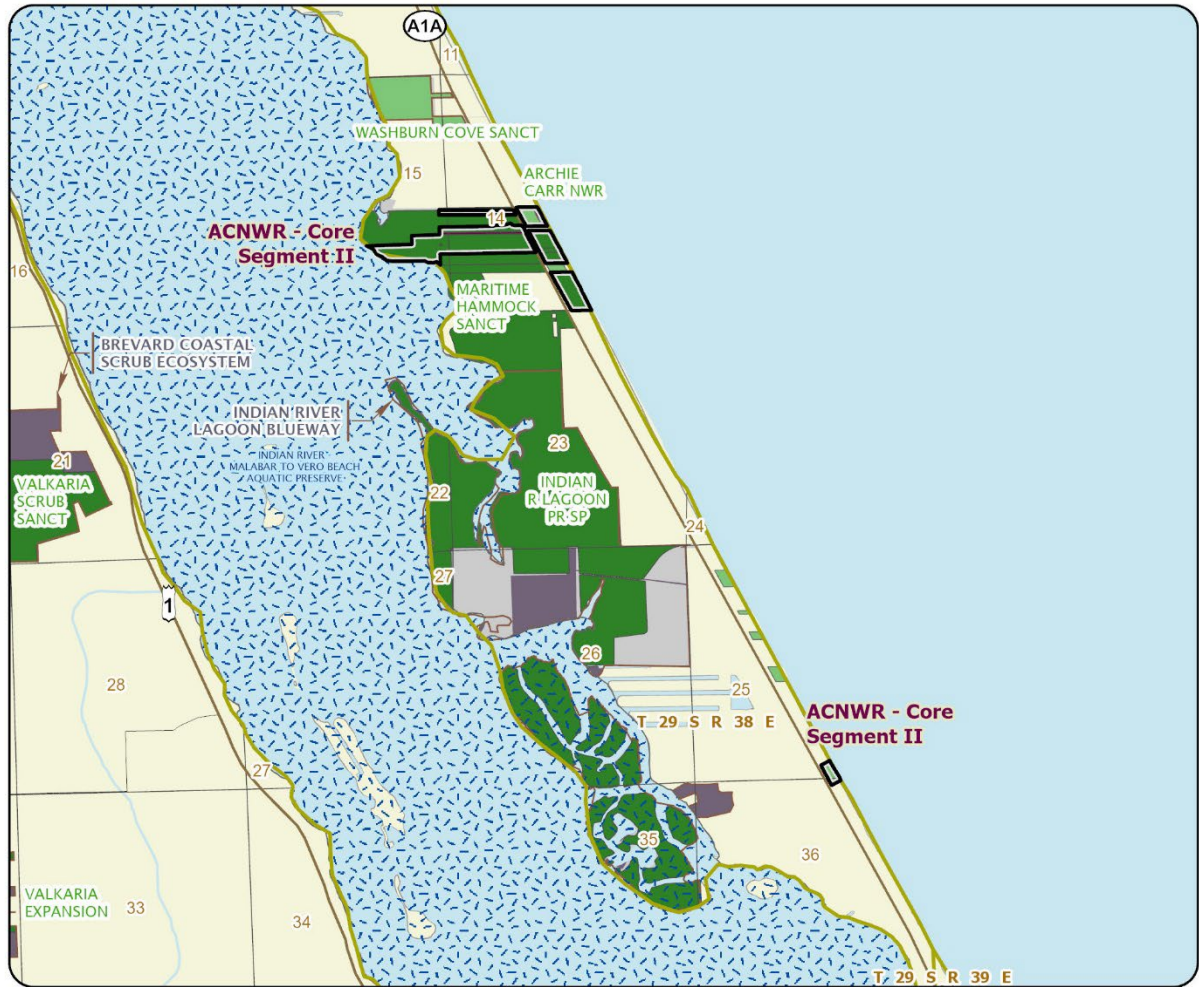 A1A
11
WASHBURN COVE SANCT
15
ARCHIE
CARR NWR
14
ACNWR - Core
Segment II
16
MARITIME
HAMMOCK
SANCT
BREVARD COASTAL
SCRUB ECOSYSTEM
INDIAN RIVER
LAGOON BLUEWAY
INDIAN RIVER
MALABAR TO VERO BEACH
AQUATIC PRESERVE
23
21
VALKARIA
SCRUB
SANCT
22
INDIAN
R LAGOON
PR SP
24
27
1
26
28
25
T 29 S R 38 E
ACNWR - Core
Segment II
27
35
36
VALKARIA
EXPANSION
33
34
T 29 S R 39 E